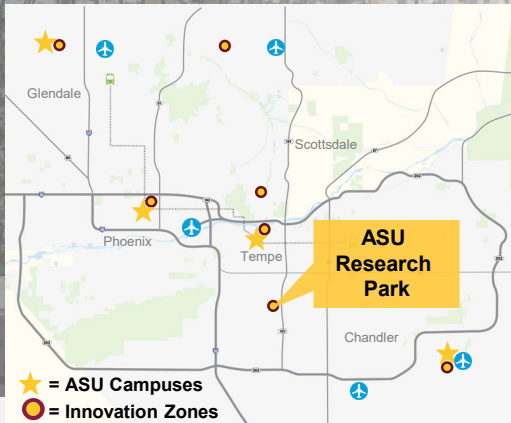 Glendale
Scottsdale
Phoenix
Tempe
ASU
Research
Park
Chandler
= ASU Campuses
= Innovation Zones